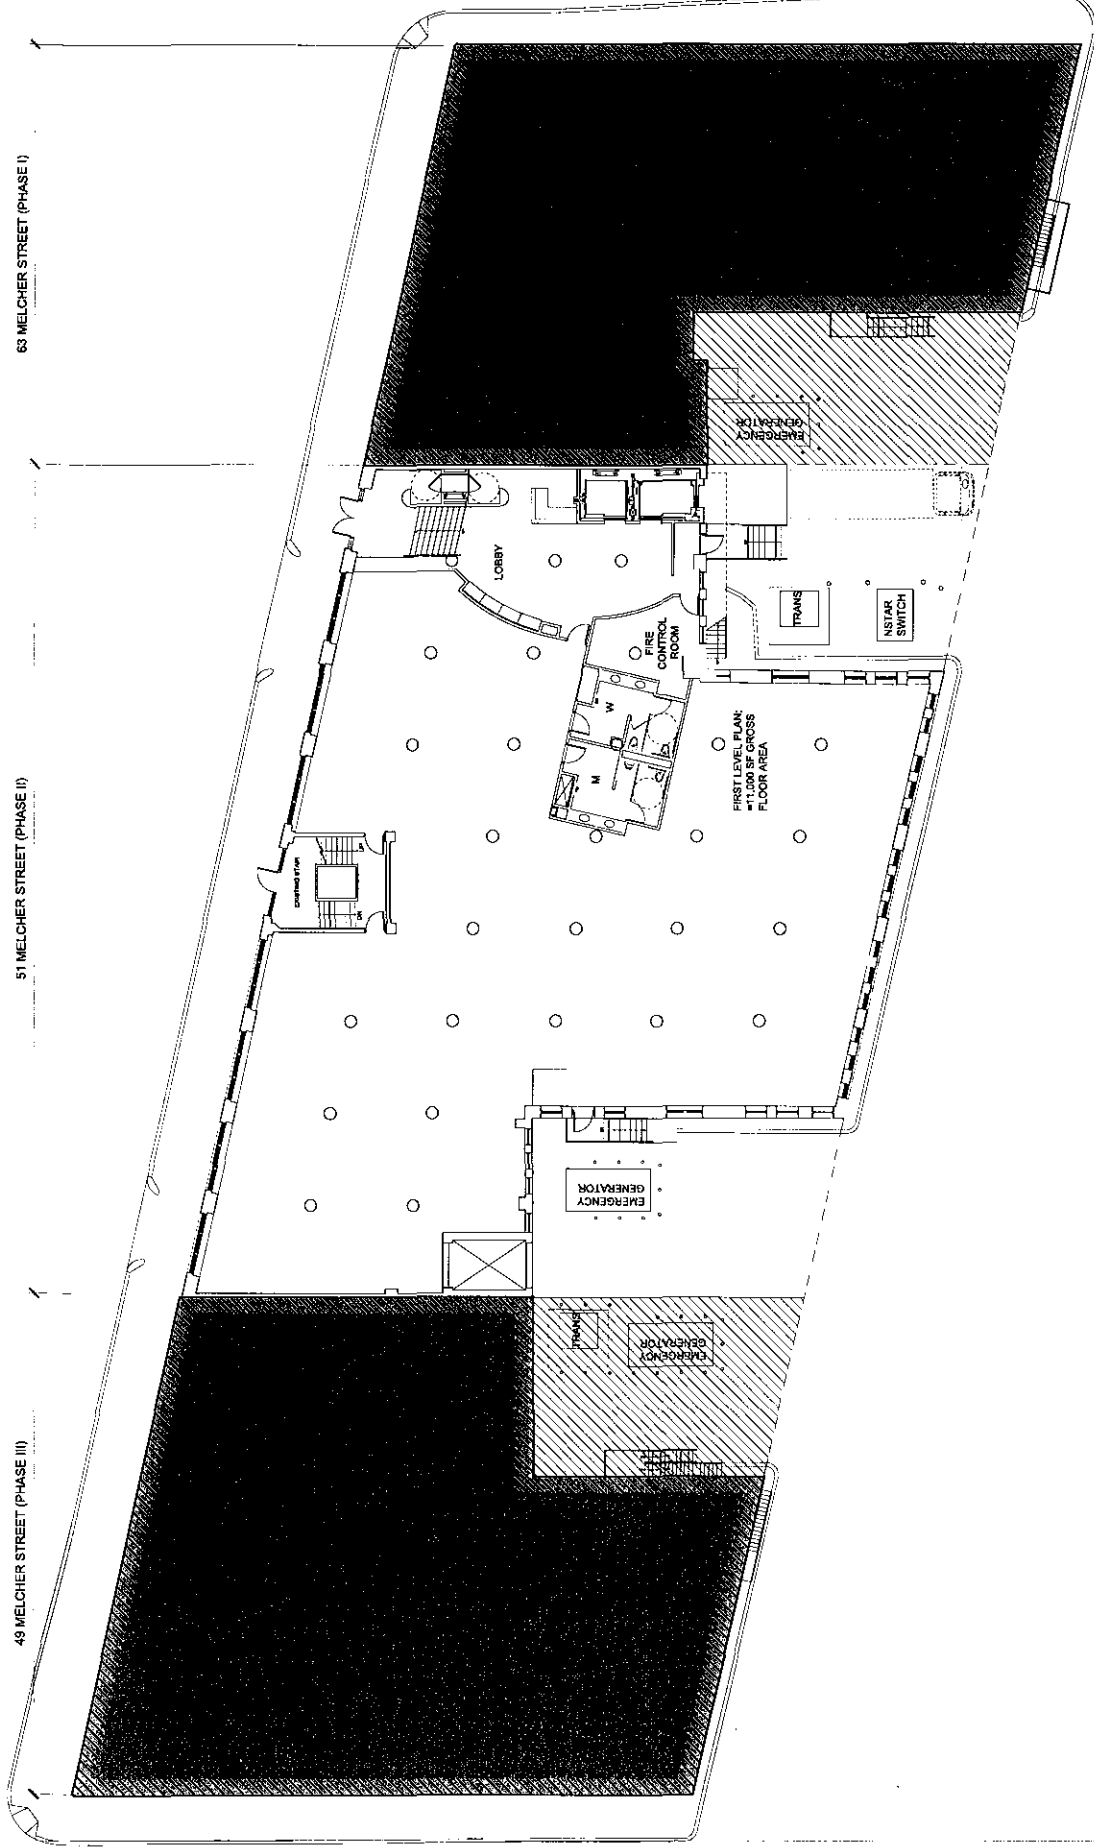 49 MELCHER STREET (PHASE III)
51 MELCHER STREET (PHASE II)
63 MELCHER STREET (PHASE I)
EXISTING STAIR
DN
UP
LOBBY
M
W
FIRE
CONTROL
ROOM
FIRST LEVEL PLAN:
=11,000 SF GROSS
FLOOR AREA
TRANS
NSTAR
SWITCH
EMERGENCY
GENERATOR
EMERGENCY
GENERATOR
TRANS
EMERGENCY
GENERATOR